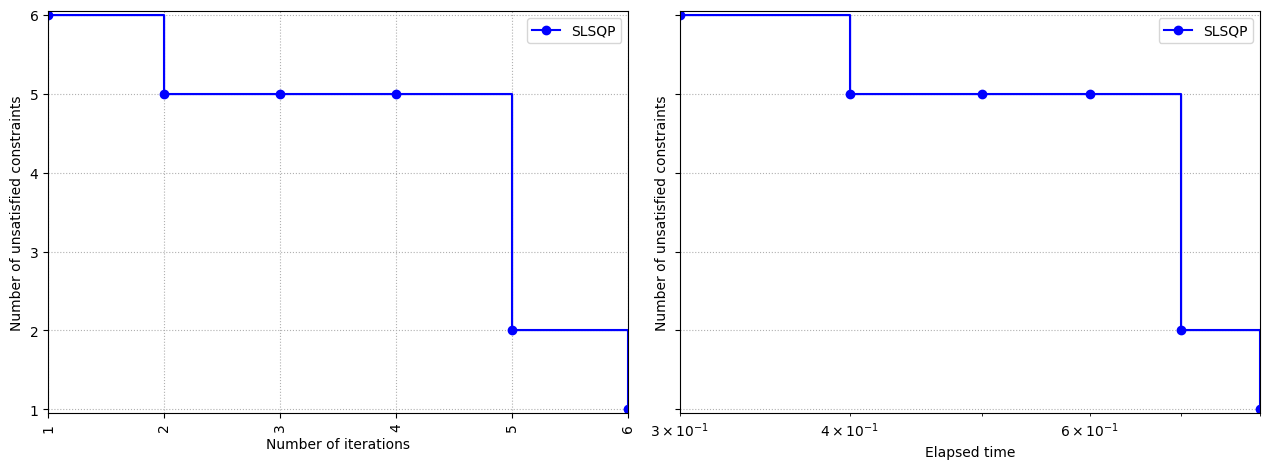 6
5
4
3
2
1
Number of unsatisfied constraints
1
2
3
4
5
6
Number of iterations
SLSQP
Number of unsatisfied constraints
3 × 10⁻¹
4 × 10⁻¹
6 × 10⁻¹
Elapsed time
SLSQP